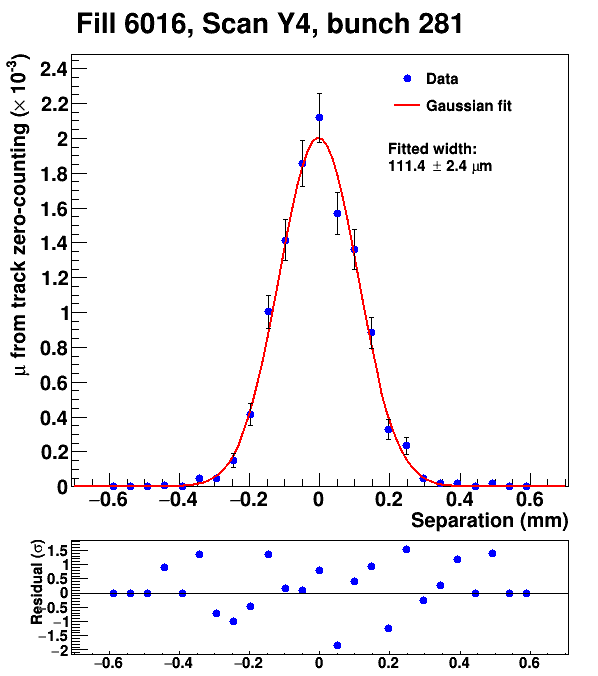 Fill 6016, Scan Y4, bunch 281
μ from track zero-counting (× 10⁻³)
2.4
2.2
2
1.8
1.6
1.4
1.2
1
0.8
0.6
0.4
0.2
0
Data
Gaussian fit
Fitted width:
111.4 ± 2.4 μm
−0.6 −0.4 −0.2 0 0.2 0.4 0.6
Separation (mm)
Residual (σ)
1.5
1
0.5
0
−0.5
−1
−1.5
−2
−0.6 −0.4 −0.2 0 0.2 0.4 0.6